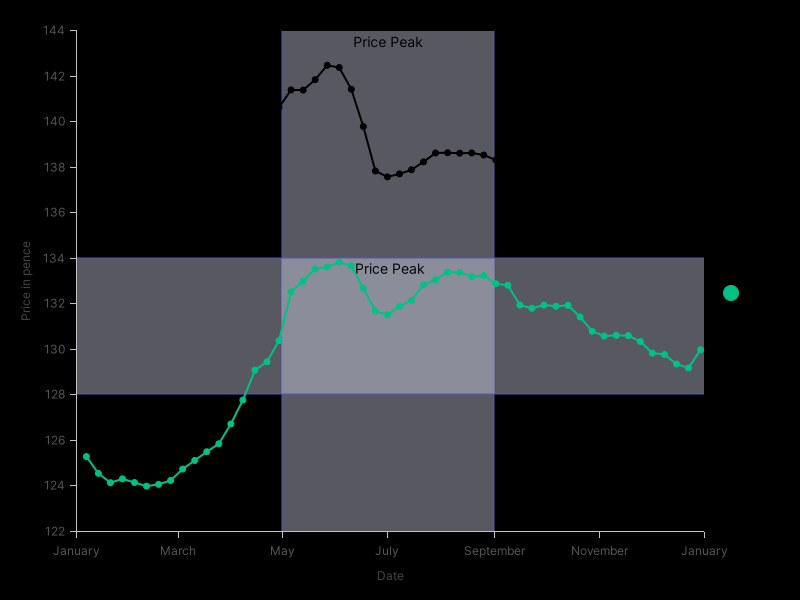 144
Price Peak
142
140
138
136
134
Price Peak
132
130
128
126
124
122
Price in pence
January
March
May
July
September
November
January
Date